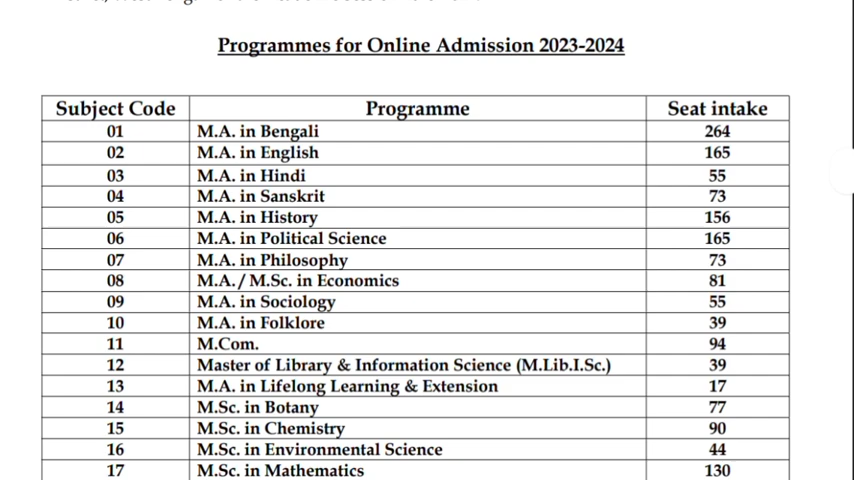 Programmes for Online Admission 2023-2024
Subject Code Programme Seat intake
01 M.A. in Bengali 264
02 M.A. in English 165
03 M.A. in Hindi 55
04 M.A. in Sanskrit 73
05 M.A. in History 156
06 M.A. in Political Science 165
07 M.A. in Philosophy 73
08 M.A./ M.Sc. in Economics 81
09 M.A. in Sociology 55
10 M.A. in Folklore 39
11 M.Com. 94
12 Master of Library & Information Science (M.Lib.I.Sc.) 39
13 M.A. in Lifelong Learning & Extension 17
14 M.Sc. in Botany 77
15 M.Sc. in Chemistry 90
16 M.Sc. in Environmental Science 44
17 M.Sc. in Mathematics 130